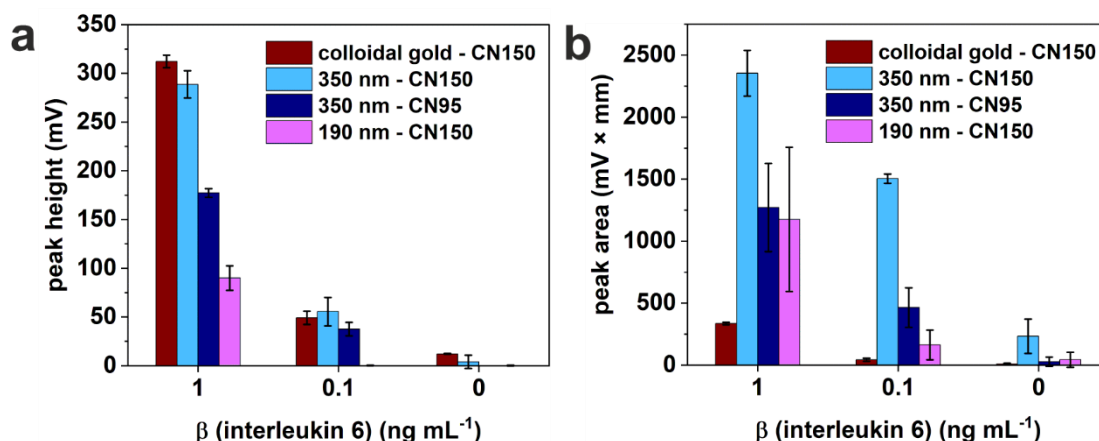 a
350
300
250
200
150
100
50
0
peak height (mV)
colloidal gold - CN150
350 nm - CN150
350 nm - CN95
190 nm - CN150
1 0.1 0
β (interleukin 6) (ng mL⁻¹)
b
2500
2000
1500
1000
500
0
peak area (mV × mm)
colloidal gold - CN150
350 nm - CN150
350 nm - CN95
190 nm - CN150
1 0.1 0
β (interleukin 6) (ng mL⁻¹)